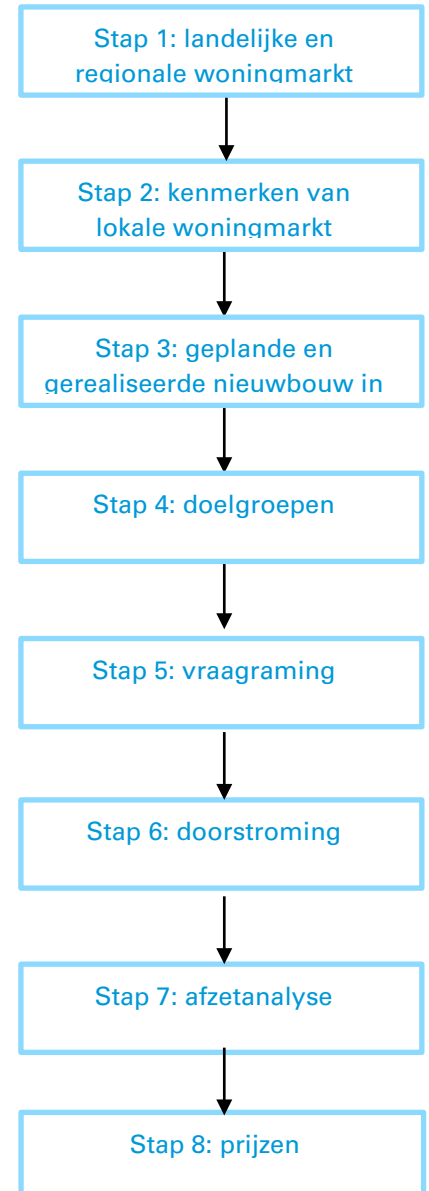 Stap 1: landelijke en
regionale woningmarkt
Stap 2: kenmerken van
lokale woningmarkt
Stap 3: geplande en
gerealiseerde nieuwbouw in
Stap 4: doelgroepen
Stap 5: vraagraming
Stap 6: doorstroming
Stap 7: afzetanalyse
Stap 8: prijzen